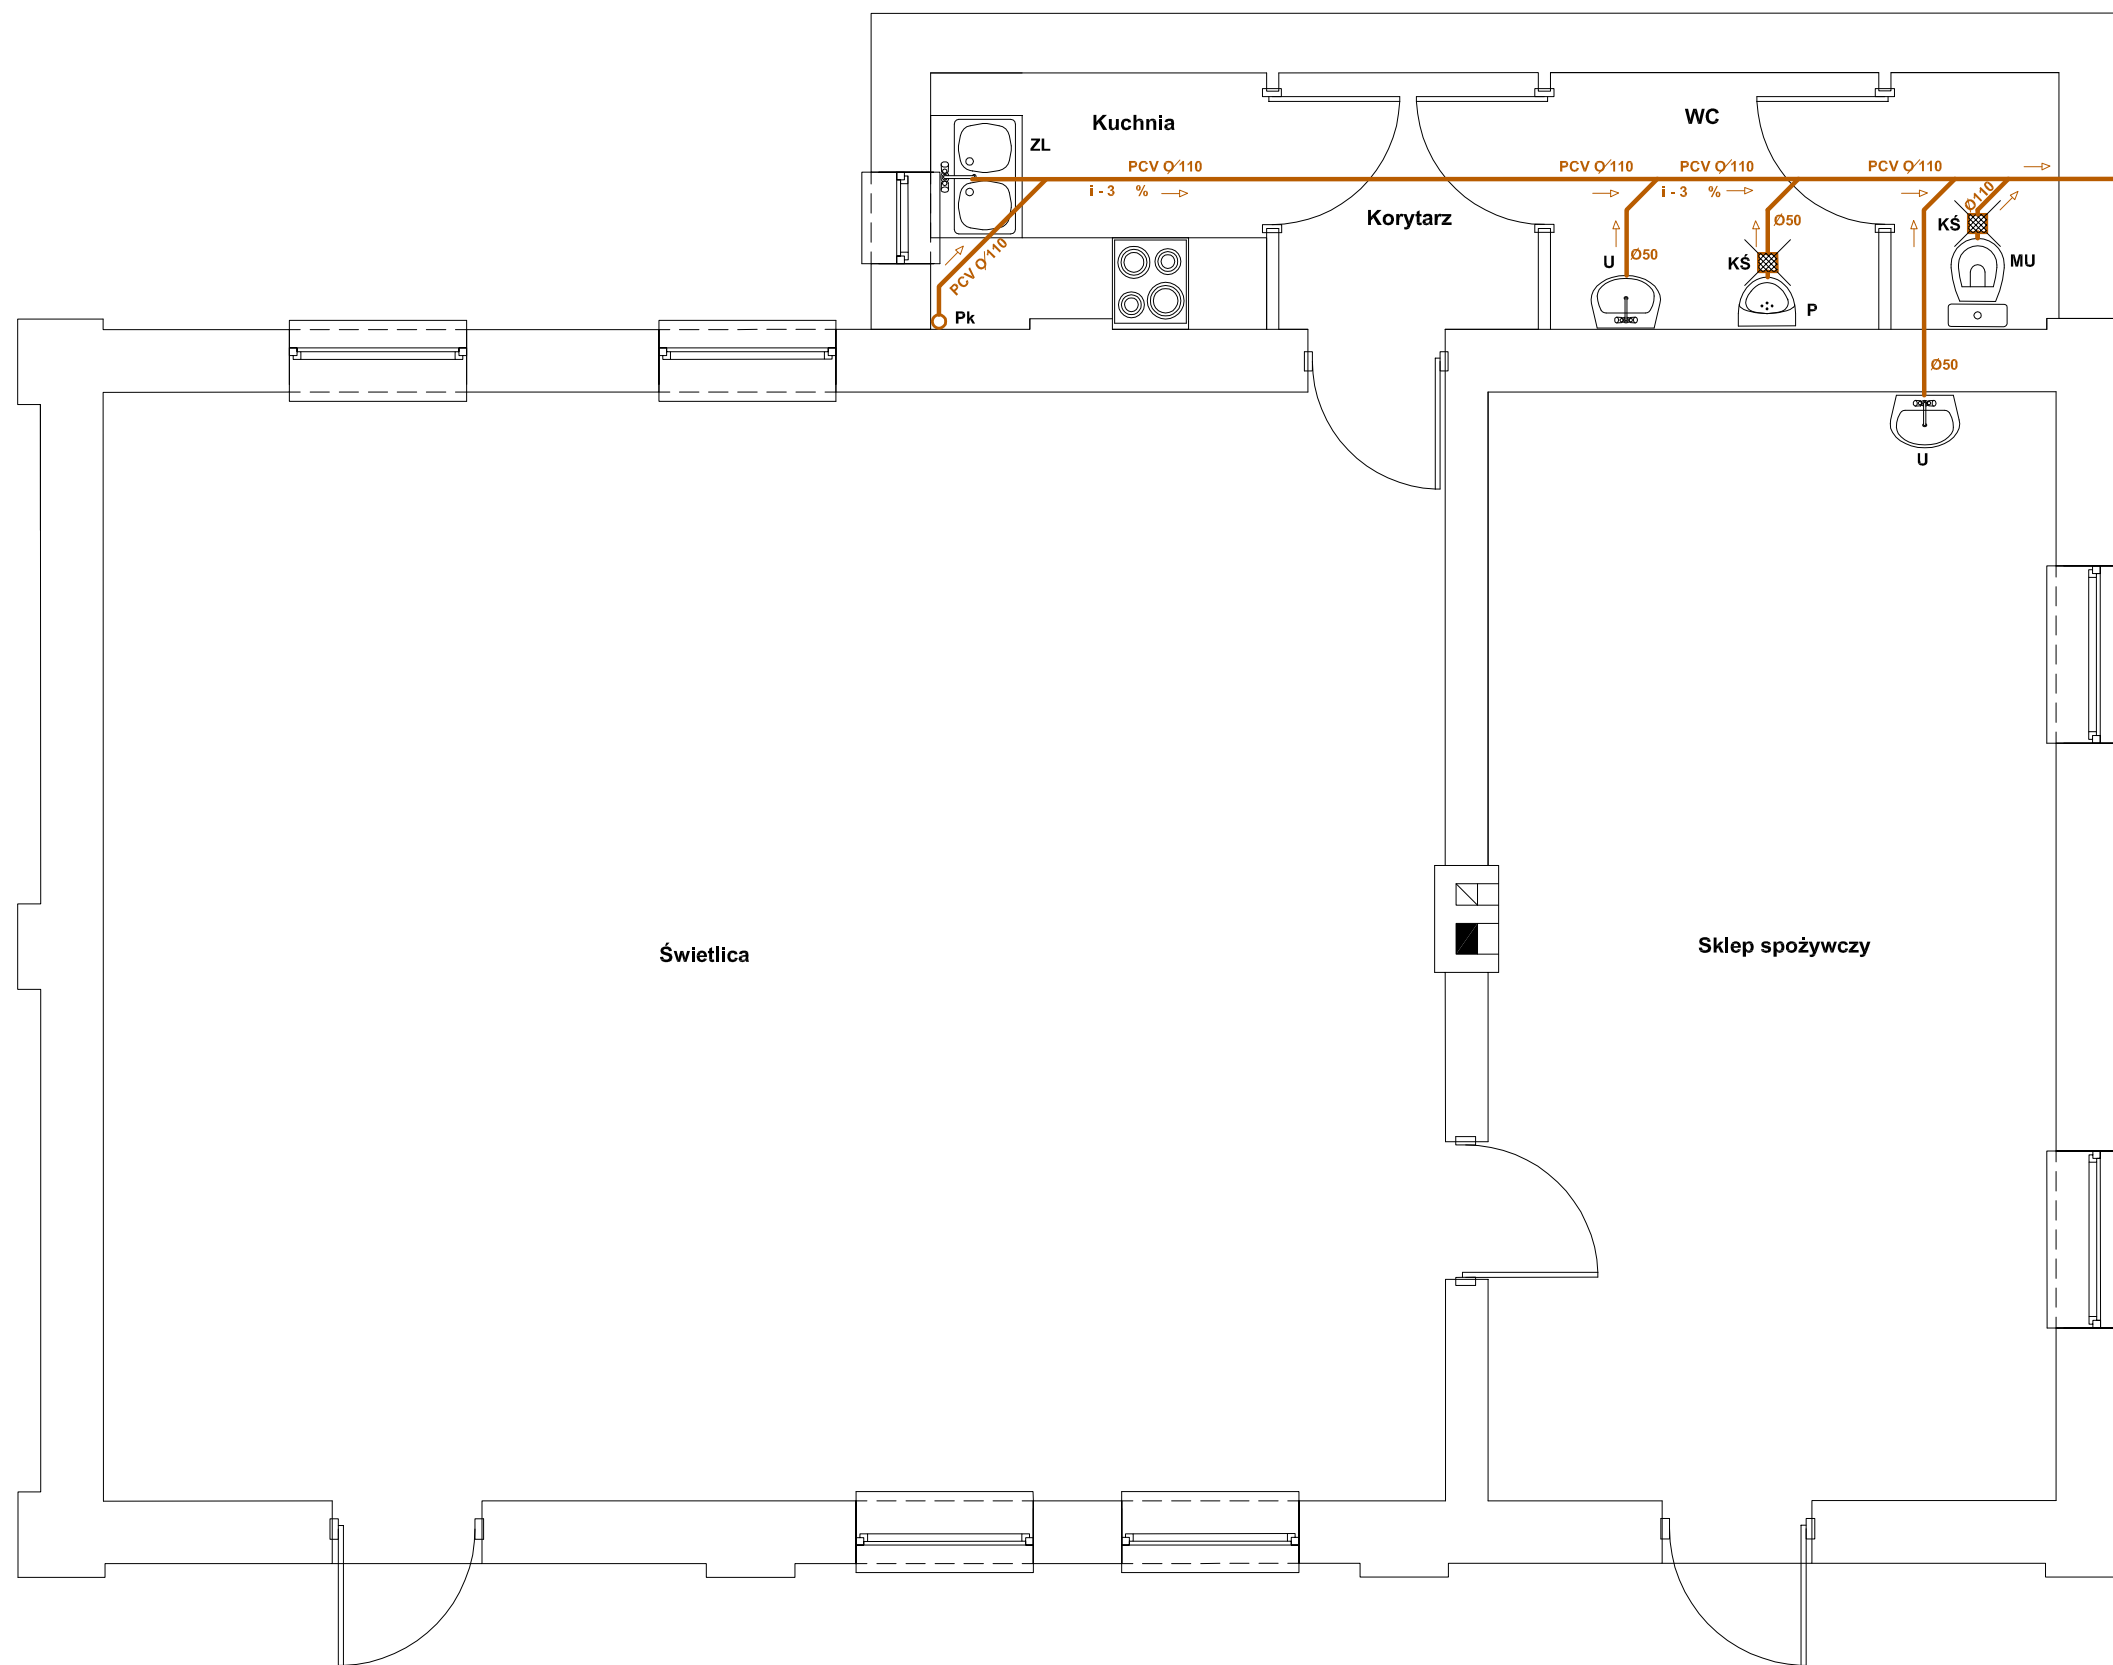 Kuchnia
WC
ZL
PCV Ø110
PCV Ø110
PCV Ø110
PCV Ø110
i - 3 %
i - 3 %
Ø110
Korytarz
Ø50
KŚ
PCV Ø110
U
Ø50
KŚ
MU
Pk
P
Ø50
U
Świetlica
Sklep spożywczy